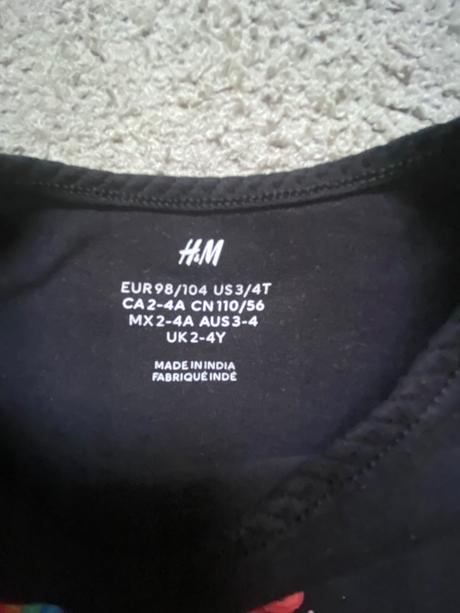 H&M
EUR 98/104 US 3/4T
CA 2-4A CN 110/56
MX 2-4A AUS 3-4
UK 2-4Y
MADE IN INDIA
FABRIQUÉ INDE